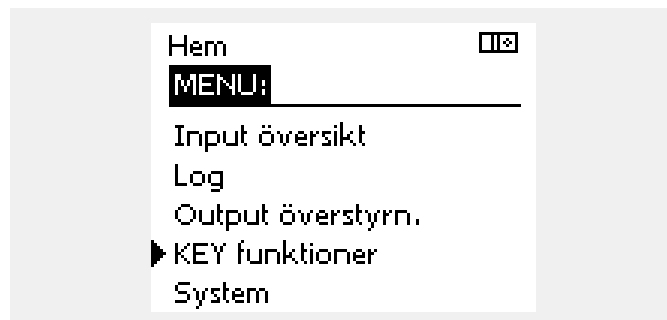 Hem
MENU:
Input översikt
Log
Output överstyrn.
KEY funktioner
System